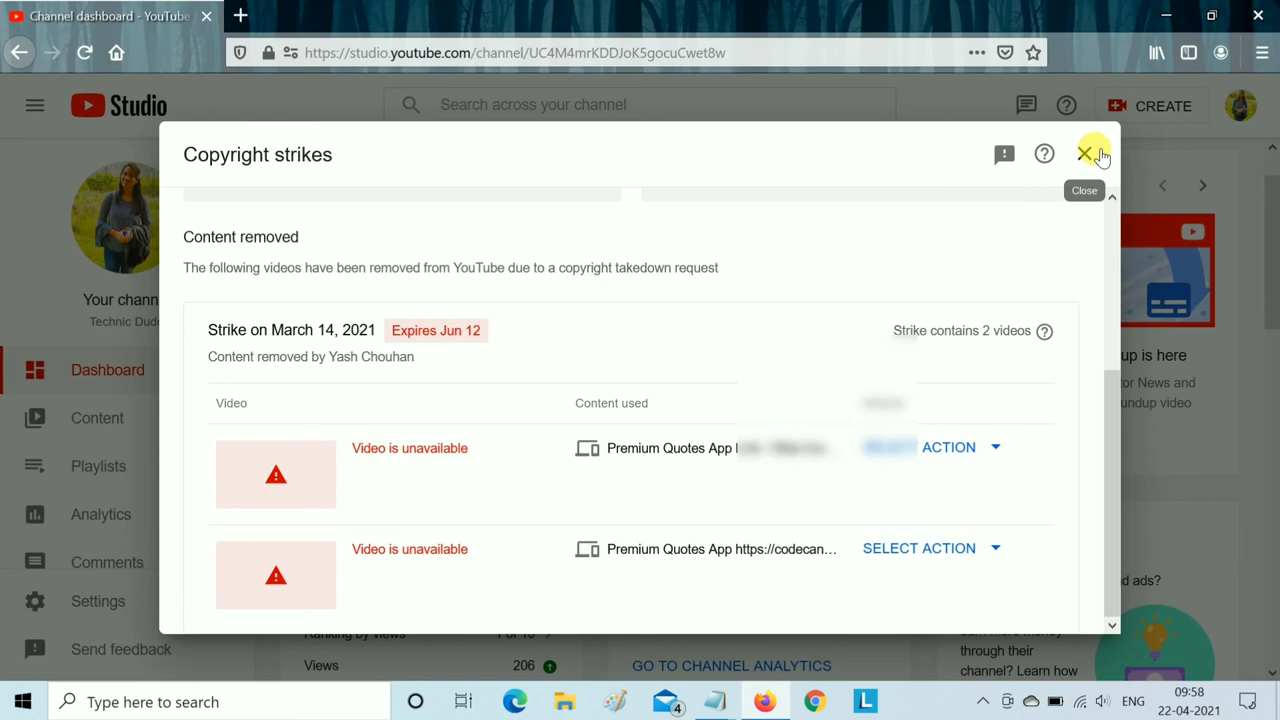 Channel dashboard - YouTube
https://studio.youtube.com/channel/UC4M4mrKDDJoK5gocuCwet8w
Studio
Search across your channel
CREATE
Copyright strikes
Close
Content removed
The following videos have been removed from YouTube due to a copyright takedown request
Strike on March 14, 2021
Expires Jun 12
Strike contains 2 videos
Content removed by Yash Chouhan
Video
Content used
Video is unavailable
Premium Quotes App
ACTION
Video is unavailable
Premium Quotes App https://codecan...
SELECT ACTION
Your chann
Technic Dud
Dashboard
Content
Playlists
Analytics
Comments
Settings
Send feedback
up is here
tor News and
undup video
nd ads?
through their
channel? Learn how
Views
206
GO TO CHANNEL ANALYTICS
Type here to search
4
L
ENG
09:58
22-04-2021